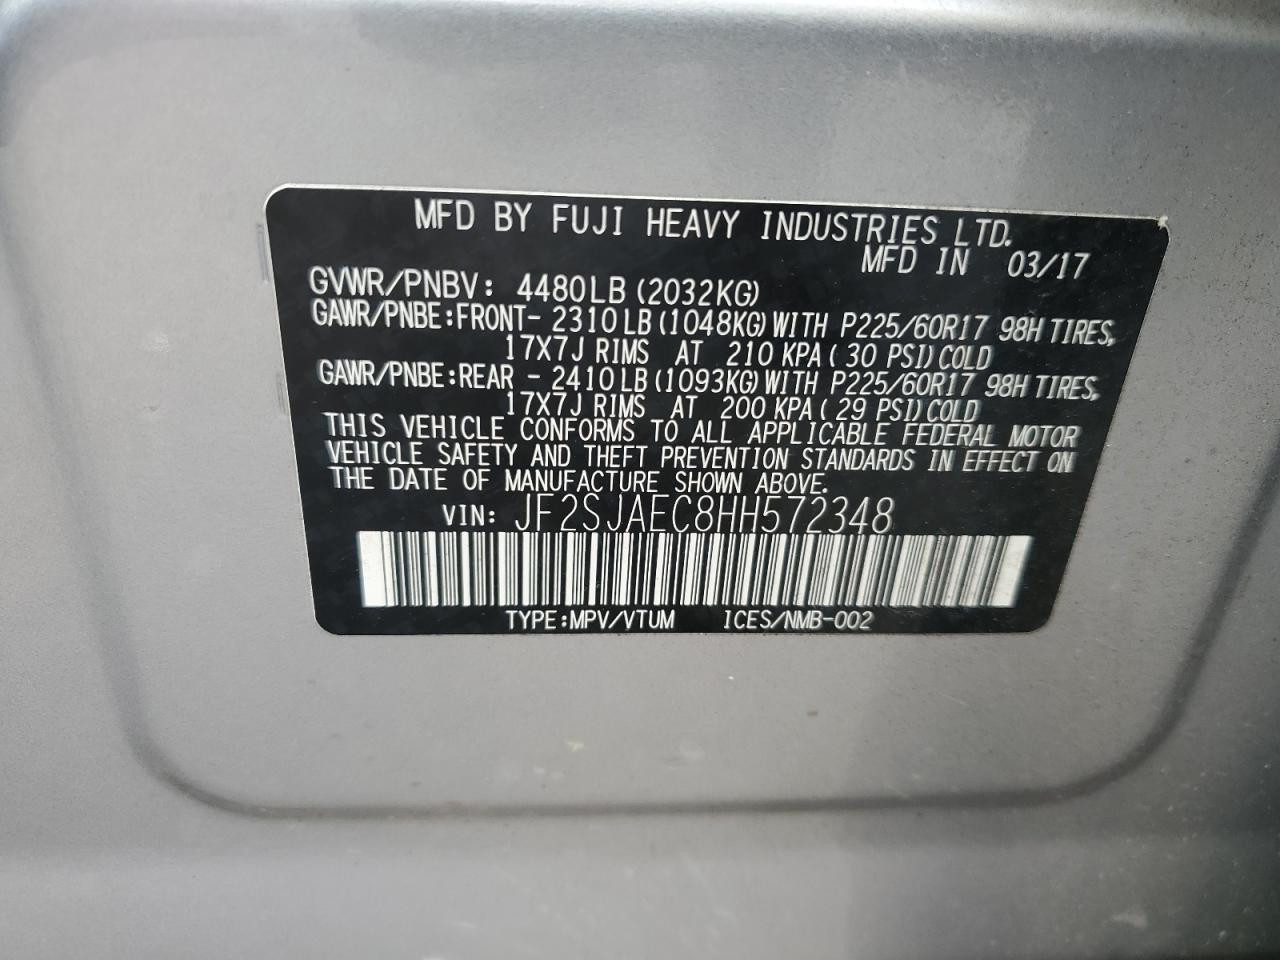 MFD BY FUJI HEAVY INDUSTRIES LTD.
MFD IN 03/17
GVWR/PNBV: 4480LB (2032KG)
GAWR/PNBE:FRONT- 2310LB (1048KG) WITH P225/60R17 98H TIRES,
17X7J RIMS AT 210 KPA ( 30 PSI) COLD
GAWR/PNBE:REAR - 2410LB (1093KG) WITH P225/60R17 98H TIRES,
17X7J RIMS AT 200 KPA ( 29 PSI) COLD
THIS VEHICLE CONFORMS TO ALL APPLICABLE FEDERAL MOTOR
VEHICLE SAFETY AND THEFT PREVENTION STANDARDS IN EFFECT ON
THE DATE OF MANUFACTURE SHOWN ABOVE.
VIN: JF2SJAEC8HH572348
TYPE:MPV/VTUM ICES/NMB-002